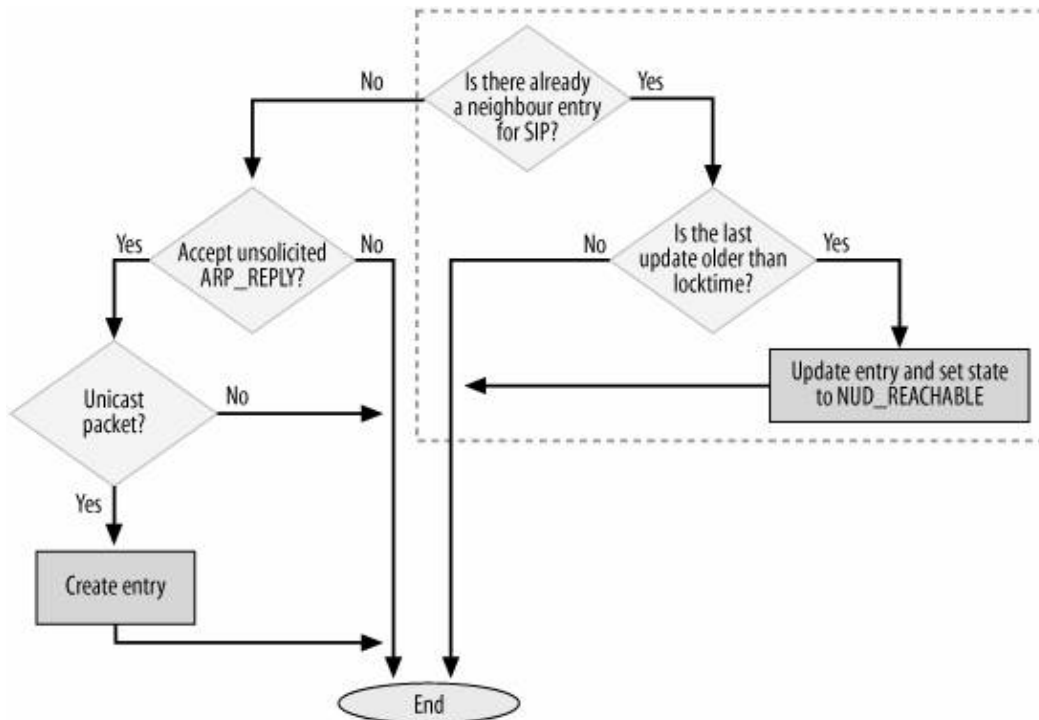 Is there already
a neighbour entry
for SIP?
No
Yes
Accept unsolicited
ARP_REPLY?
Yes
No
Is the last
update older than
locktime?
No
Yes
Unicast
packet?
No
Yes
Update entry and set state
to NUD_REACHABLE
Create entry
End